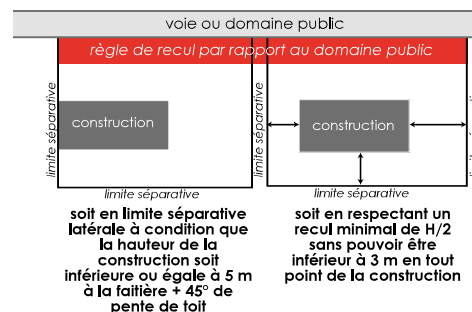 voie ou domaine public
règle de recul par rapport au domaine public
limite séparative
construction
limite séparative
limite séparative
construction
limite séparative
limite séparative
soit en limite séparative
latérale à condition que
la hauteur de la
construction soit
inférieure ou égale à 5 m
à la faitière + 45° de
pente de toit
soit en respectant un
recul minimal de H/2
sans pouvoir être
inférieur à 3 m en tout
point de la construction